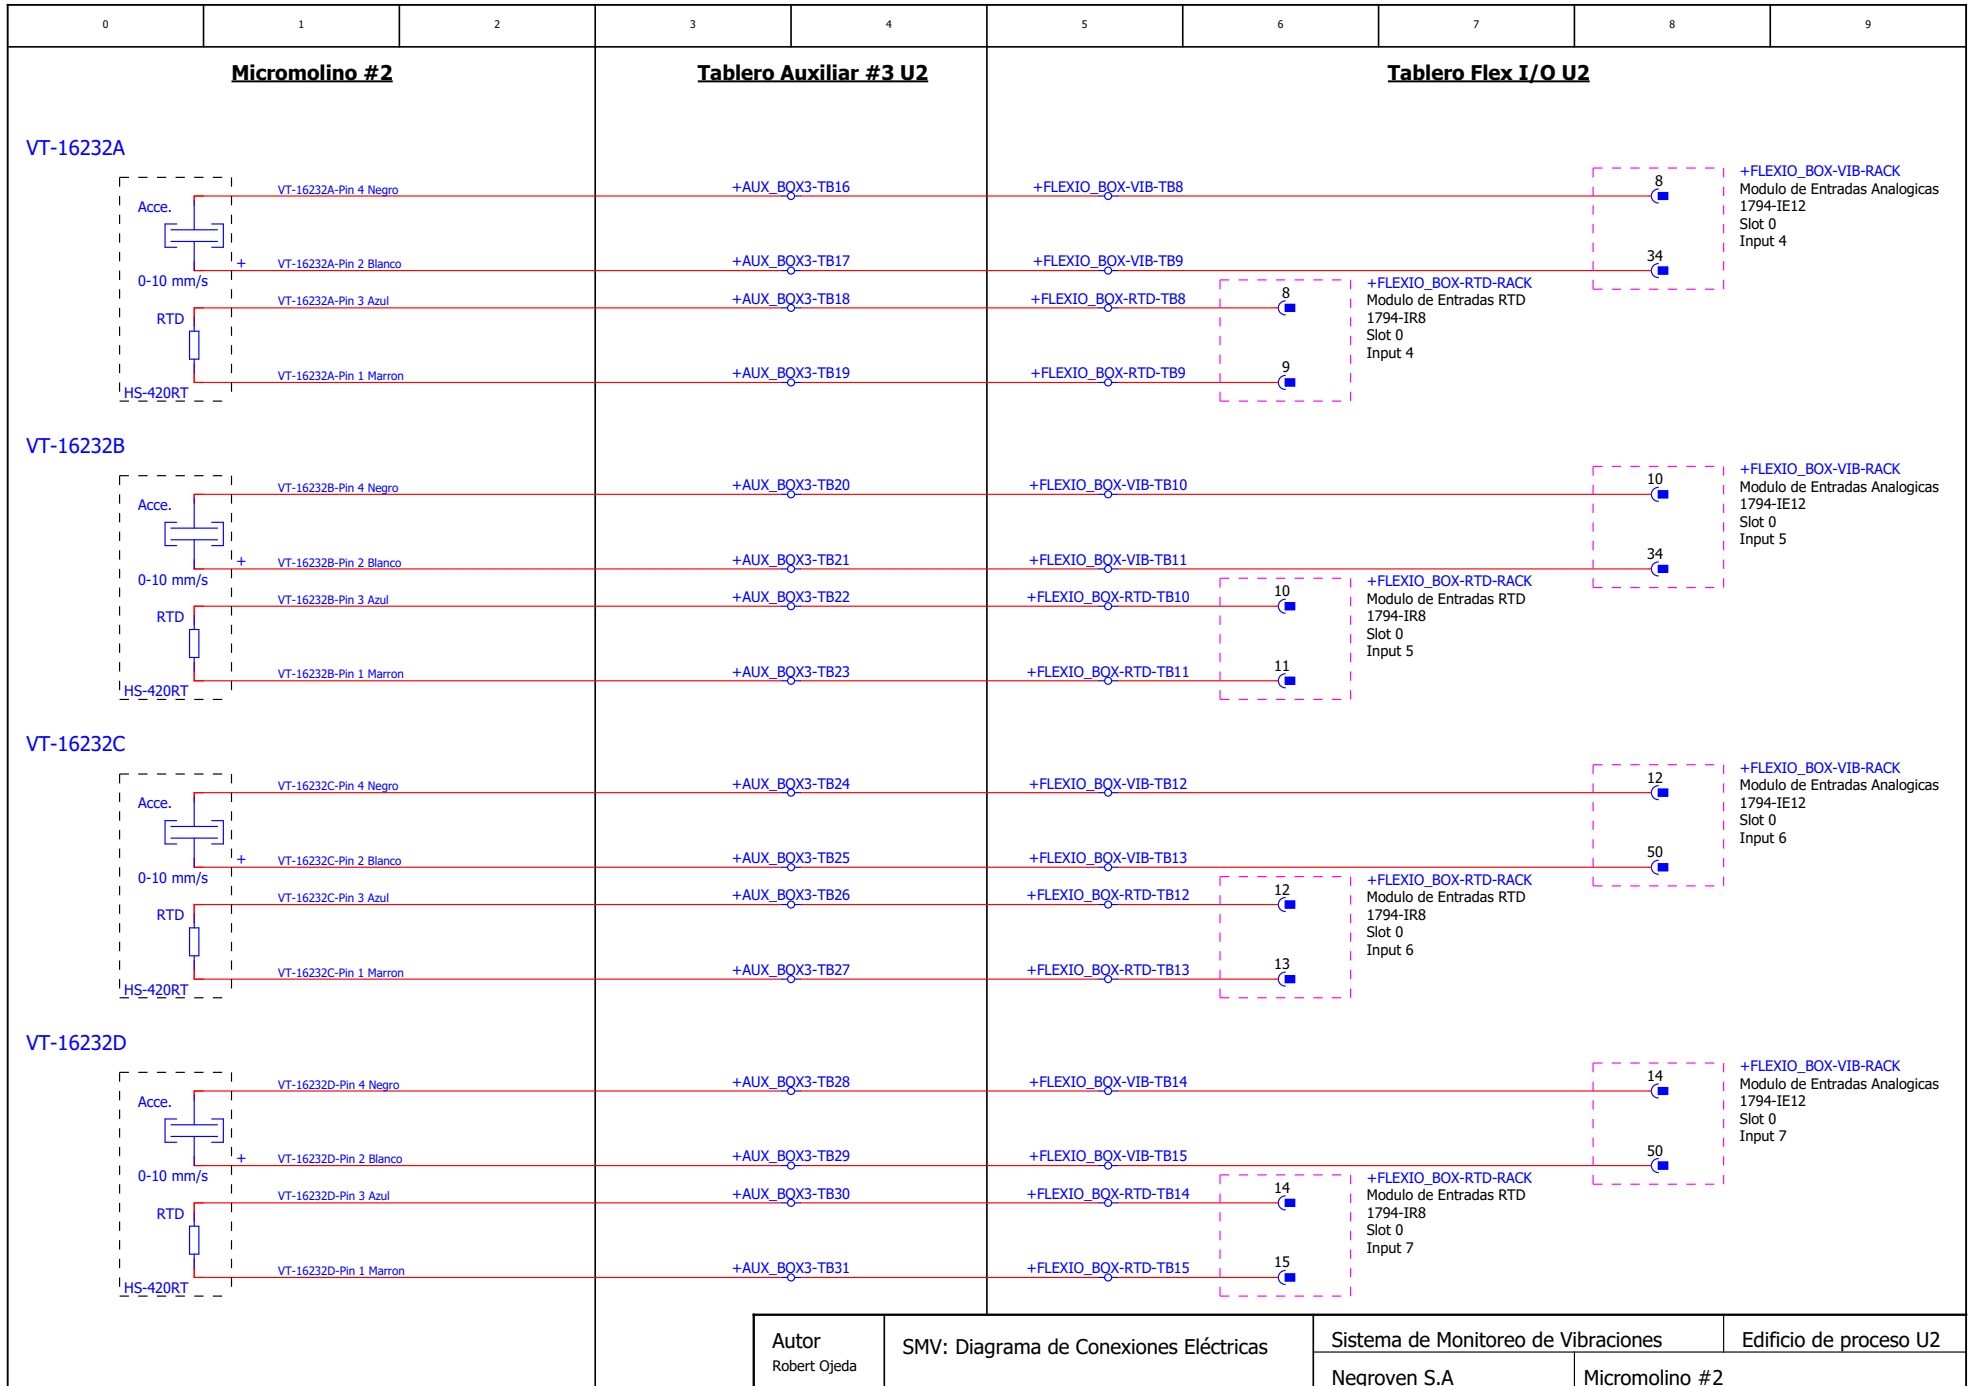 0 1 2 3 4 5 6 7 8 9
Micromolino #2
Tablero Auxiliar #3 U2
Tablero Flex I/O U2
VT-16232A
Acce.
0-10 mm/s
RTD
HS-420RT
+
VT-16232A-Pin 4 Negro
+AUX_BOX3-TB16
+FLEXIO_BOX-VIB-TB8
8
VT-16232A-Pin 2 Blanco
+AUX_BOX3-TB17
+FLEXIO_BOX-VIB-TB9
34
+FLEXIO_BOX-VIB-RACK
Modulo de Entradas Analogicas
1794-IE12
Slot 0
Input 4
VT-16232A-Pin 3 Azul
+AUX_BOX3-TB18
+FLEXIO_BOX-RTD-TB8
8
VT-16232A-Pin 1 Marron
+AUX_BOX3-TB19
+FLEXIO_BOX-RTD-TB9
9
+FLEXIO_BOX-RTD-RACK
Modulo de Entradas RTD
1794-IR8
Slot 0
Input 4
VT-16232B
Acce.
0-10 mm/s
RTD
HS-420RT
+
VT-16232B-Pin 4 Negro
+AUX_BOX3-TB20
+FLEXIO_BOX-VIB-TB10
10
VT-16232B-Pin 2 Blanco
+AUX_BOX3-TB21
+FLEXIO_BOX-VIB-TB11
34
+FLEXIO_BOX-VIB-RACK
Modulo de Entradas Analogicas
1794-IE12
Slot 0
Input 5
VT-16232B-Pin 3 Azul
+AUX_BOX3-TB22
+FLEXIO_BOX-RTD-TB10
10
VT-16232B-Pin 1 Marron
+AUX_BOX3-TB23
+FLEXIO_BOX-RTD-TB11
11
+FLEXIO_BOX-RTD-RACK
Modulo de Entradas RTD
1794-IR8
Slot 0
Input 5
VT-16232C
Acce.
0-10 mm/s
RTD
HS-420RT
+
VT-16232C-Pin 4 Negro
+AUX_BOX3-TB24
+FLEXIO_BOX-VIB-TB12
12
VT-16232C-Pin 2 Blanco
+AUX_BOX3-TB25
+FLEXIO_BOX-VIB-TB13
50
+FLEXIO_BOX-VIB-RACK
Modulo de Entradas Analogicas
1794-IE12
Slot 0
Input 6
VT-16232C-Pin 3 Azul
+AUX_BOX3-TB26
+FLEXIO_BOX-RTD-TB12
12
VT-16232C-Pin 1 Marron
+AUX_BOX3-TB27
+FLEXIO_BOX-RTD-TB13
13
+FLEXIO_BOX-RTD-RACK
Modulo de Entradas RTD
1794-IR8
Slot 0
Input 6
VT-16232D
Acce.
0-10 mm/s
RTD
HS-420RT
+
VT-16232D-Pin 4 Negro
+AUX_BOX3-TB28
+FLEXIO_BOX-VIB-TB14
14
VT-16232D-Pin 2 Blanco
+AUX_BOX3-TB29
+FLEXIO_BOX-VIB-TB15
50
+FLEXIO_BOX-VIB-RACK
Modulo de Entradas Analogicas
1794-IE12
Slot 0
Input 7
VT-16232D-Pin 3 Azul
+AUX_BOX3-TB30
+FLEXIO_BOX-RTD-TB14
14
VT-16232D-Pin 1 Marron
+AUX_BOX3-TB31
+FLEXIO_BOX-RTD-TB15
15
+FLEXIO_BOX-RTD-RACK
Modulo de Entradas RTD
1794-IR8
Slot 0
Input 7
Autor
Robert Ojeda
SMV: Diagrama de Conexiones Eléctricas
Sistema de Monitoreo de Vibraciones
Edificio de proceso U2
Negroven S.A
Micromolino #2